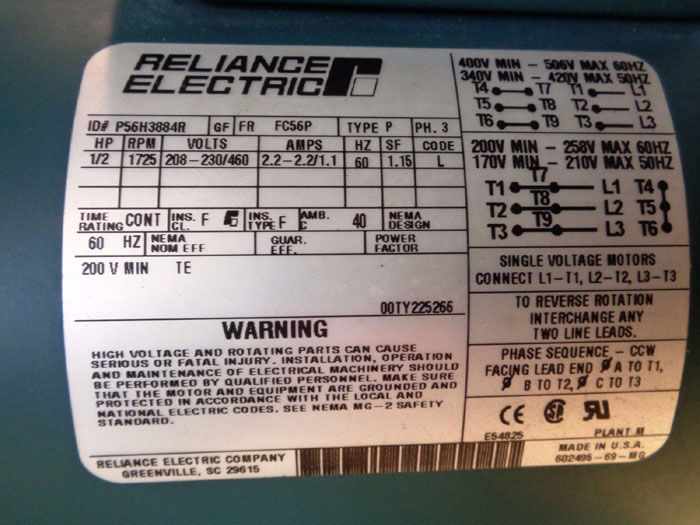 RELIANCE
ELECTRIC
ID# P56H3884R GF FR FC56P TYPE P PH. 3
HP RPM VOLTS AMPS HZ SF CODE
1/2 1725 208-230/460 2.2-2.2/1.1 60 1.15 L
TIME RATING CONT INS. CL. F INS. TYPE F AMB. C 40 NEMA DESIGN
60 HZ NEMA NOM EFF GUAR. EFF. POWER FACTOR
200 V MIN TE
00TY225266
WARNING
HIGH VOLTAGE AND ROTATING PARTS CAN CAUSE
SERIOUS OR FATAL INJURY. INSTALLATION, OPERATION
AND MAINTENANCE OF ELECTRICAL MACHINERY SHOULD
BE PERFORMED BY QUALIFIED PERSONNEL. MAKE SURE
THAT THE MOTOR AND EQUIPMENT ARE GROUNDED AND
PROTECTED IN ACCORDANCE WITH THE LOCAL AND
NATIONAL ELECTRIC CODES. SEE NEMA MG-2 SAFETY
STANDARD.
RELIANCE ELECTRIC COMPANY
GREENVILLE, SC 29615
400V MIN - 506V MAX 60HZ
340V MIN - 420V MAX 50HZ
T4 T7 T1 L1
T5 T8 T2 L2
T6 T9 T3 L3
200V MIN - 258V MAX 60HZ
170V MIN - 210V MAX 50HZ
T7
T1 L1 T4
T8
T2 L2 T5
T9
T3 L3 T6
SINGLE VOLTAGE MOTORS
CONNECT L1-T1, L2-T2, L3-T3
TO REVERSE ROTATION
INTERCHANGE ANY
TWO LINE LEADS.
PHASE SEQUENCE - CCW
FACING LEAD END Ø A TO T1,
Ø B TO T2, Ø C TO T3
CE
E54825 PLANT M
MADE IN U.S.A.
602495-69-MG